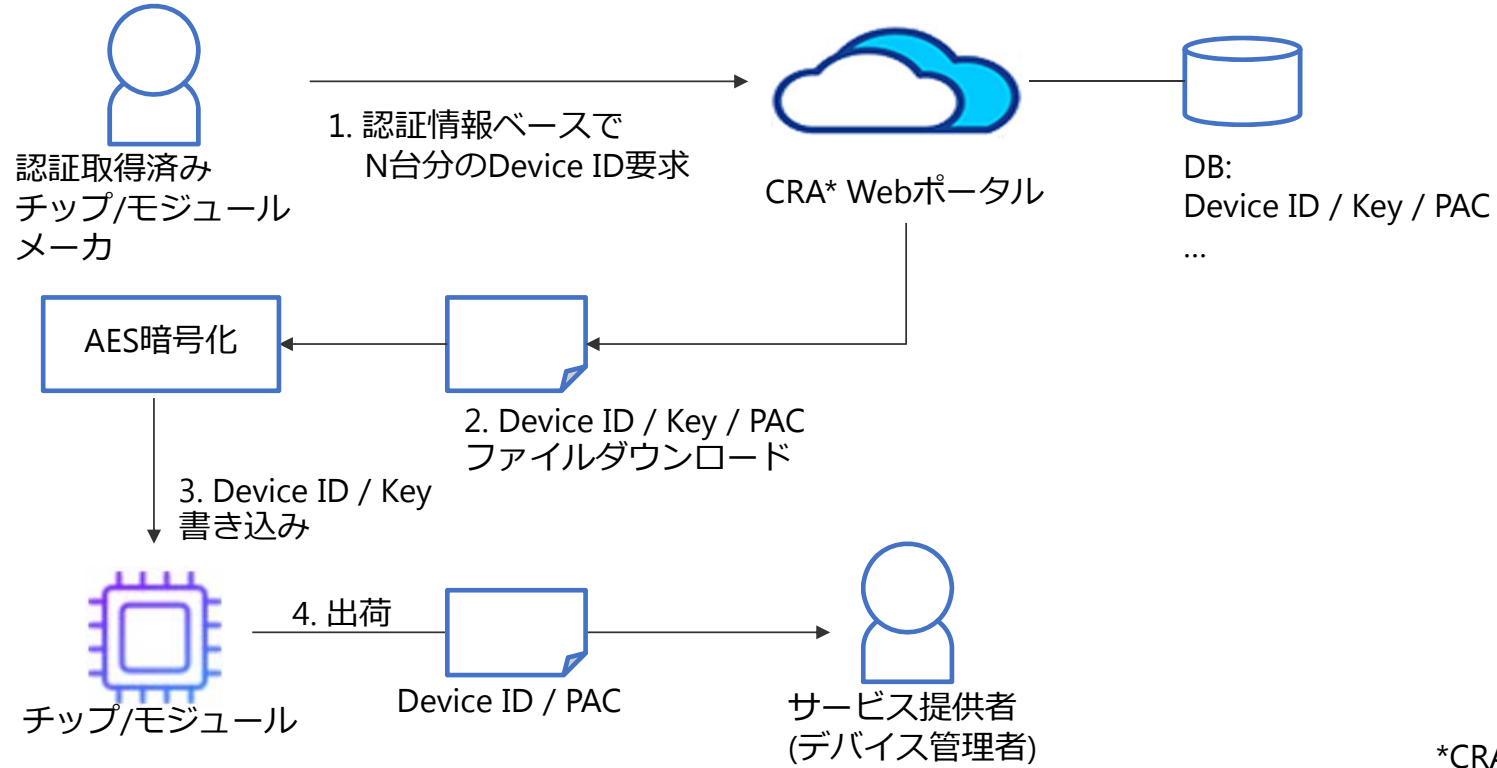 1. 認証情報ベースで
N台分のDevice ID要求
認証取得済み
チップ/モジュール
メーカ
CRA* Webポータル
DB:
Device ID / Key / PAC
...
AES暗号化
2. Device ID / Key / PAC
ファイルダウンロード
3. Device ID / Key
書き込み
4. 出荷
チップ/モジュール
Device ID / PAC
サービス提供者
(デバイス管理者)
*CRA